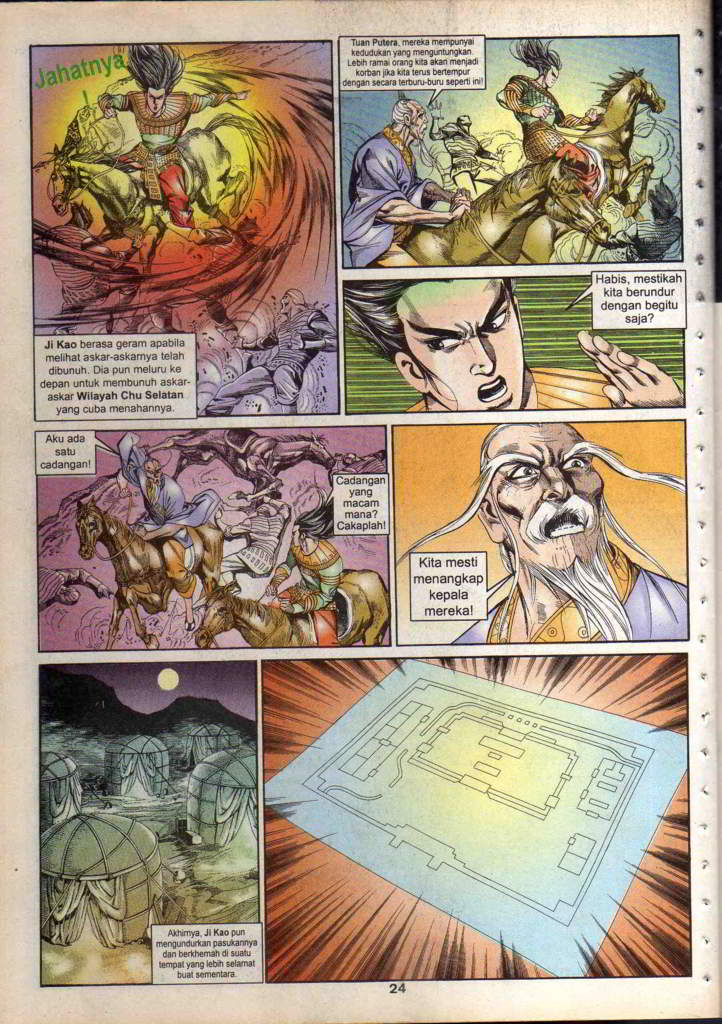 Jahatnya
!
Ji Kao berasa geram apabila
melihat askar-askarnya telah
dibunuh. Dia pun meluru ke
depan untuk membunuh askar-
askar Wilayah Chu Selatan
yang cuba menahannya.
Tuan Putera, mereka mempunyai
kedudukan yang menguntungkan.
Lebih ramai orang kita akan menjadi
korban jika kita terus bertempur
dengan secara terburu-buru seperti ini!
Habis, mestikah
kita berundur
dengan begitu
saja?
Aku ada
satu
cadangan!
Cadangan
yang
macam
mana?
Cakaplah!
Kita mesti
menangkap
kepala
mereka!
Akhirnya, Ji Kao pun
mengundurkan pasukannya
dan berkhemah di suatu
tempat yang lebih selamat
buat sementara.
24